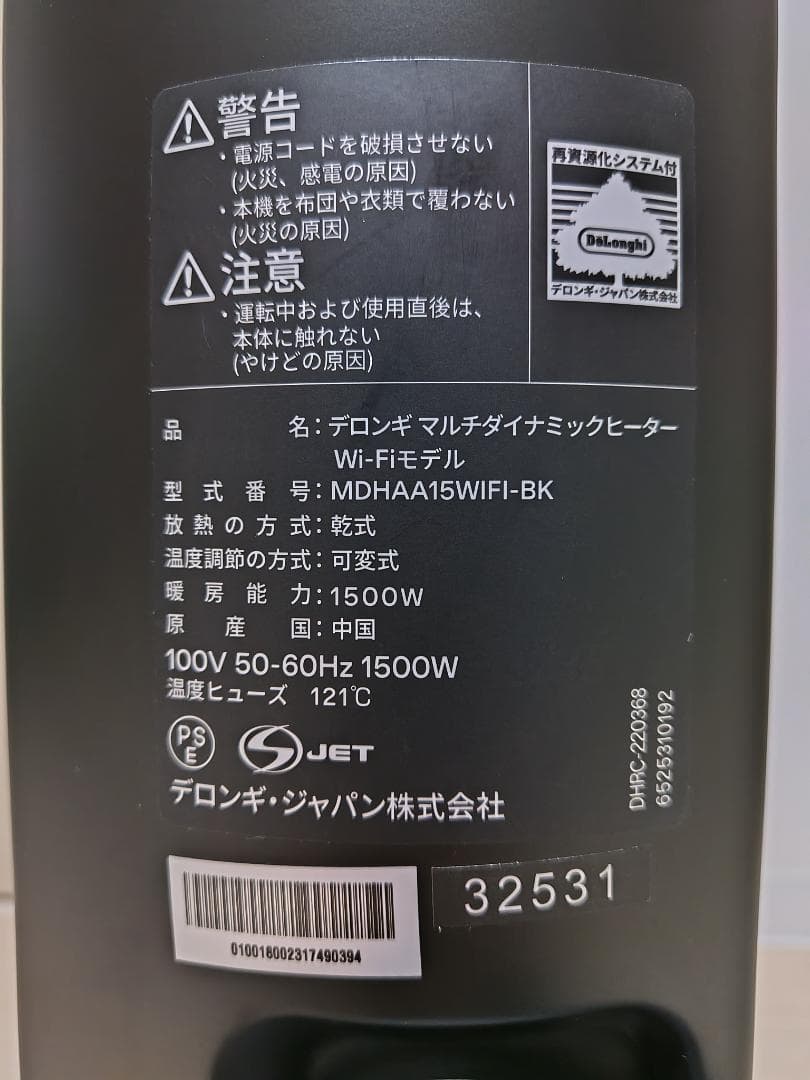 警告
・電源コードを破損させない
(火災、感電の原因)
・本機を布団や衣類で覆わない
(火災の原因)
注意
・運転中および使用直後は、
本体に触れない
(やけどの原因)
再資源化システム付
DeLonghi
デロンギ・ジャパン株式会社
品名：デロンギ マルチダイナミックヒーター
Wi-Fiモデル
型式番号：MDHAA15WIFI-BK
放熱の方式：乾式
温度調節の方式：可変式
暖房能力：1500W
原産国：中国
100V 50-60Hz 1500W
温度ヒューズ 121℃
PSE
JET
デロンギ・ジャパン株式会社
DHRC-220368
6525310192
010018002317490394
32531